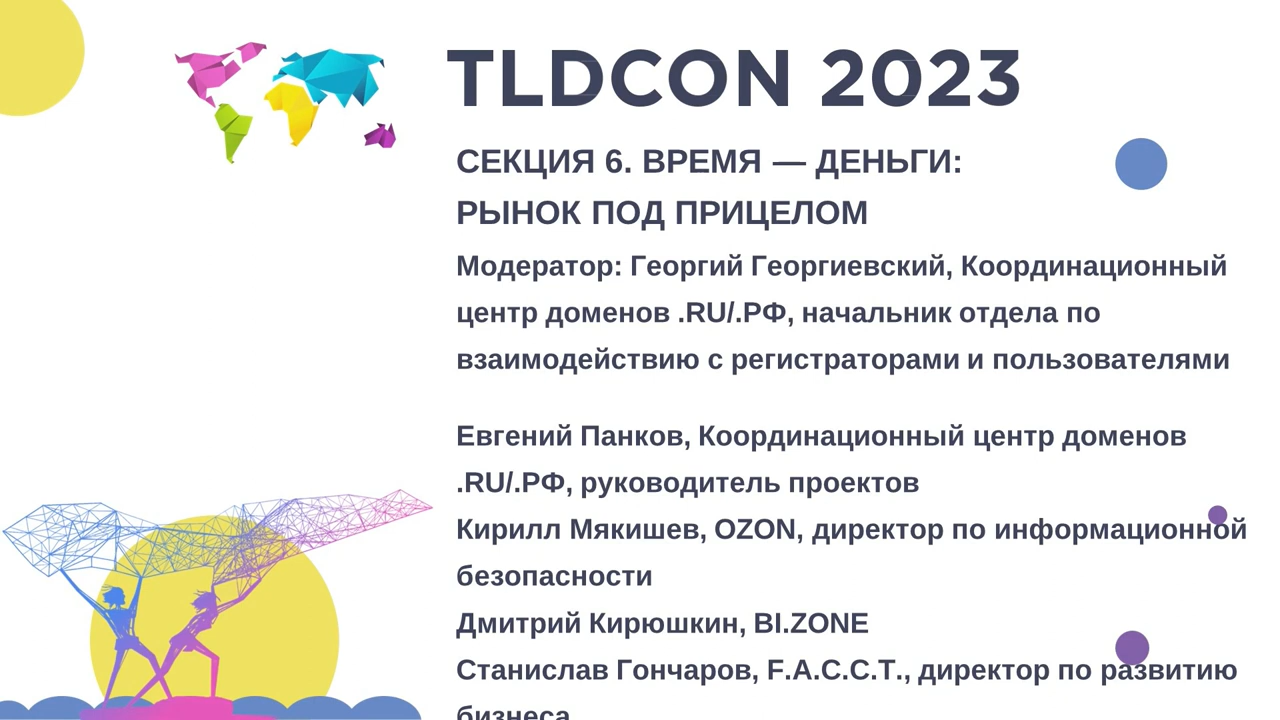 TLDCON 2023
СЕКЦИЯ 6. ВРЕМЯ — ДЕНЬГИ:
РЫНОК ПОД ПРИЦЕЛОМ
Модератор: Георгий Георгиевский, Координационный
центр доменов .RU/.РФ, начальник отдела по
взаимодействию с регистраторами и пользователями
Евгений Панков, Координационный центр доменов
.RU/.РФ, руководитель проектов
Кирилл Мякишев, OZON, директор по информационной
безопасности
Дмитрий Кирюшкин, BI.ZONE
Станислав Гончаров, F.A.C.C.T., директор по развитию
бизнеса